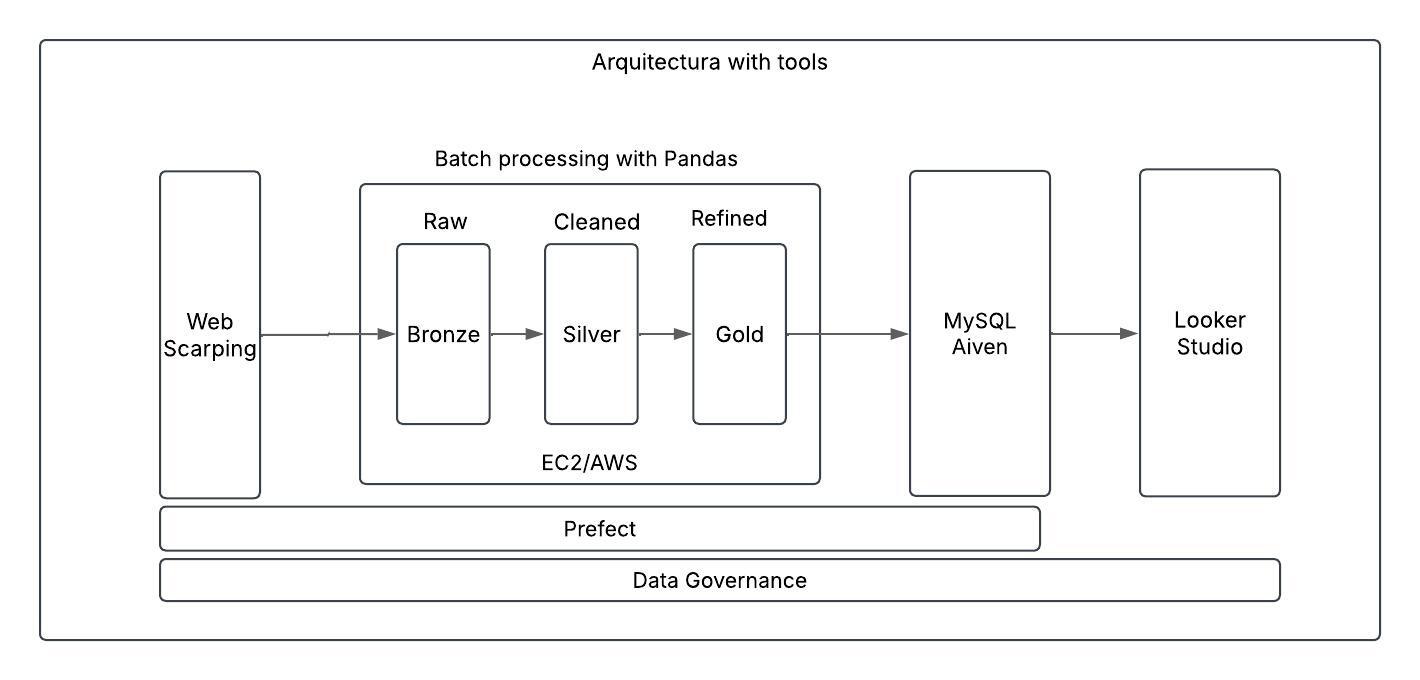 Arquitectura with tools
Batch processing with Pandas
Raw
Cleaned
Refined
Web
Scarping
Bronze
Silver
Gold
MySQL
Aiven
Looker
Studio
EC2/AWS
Prefect
Data Governance